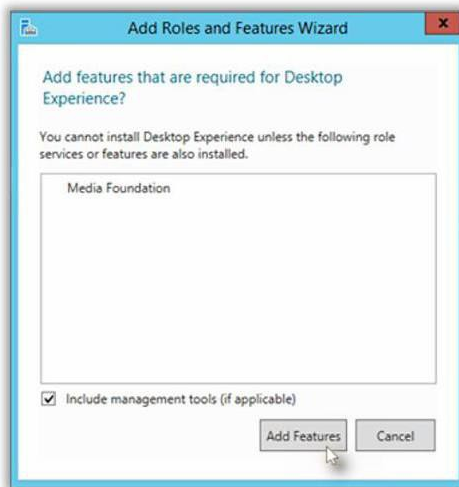 Add Roles and Features Wizard
x
Add features that are required for Desktop
Experience?
You cannot install Desktop Experience unless the following role
services or features are also installed.
Media Foundation
Include management tools (if applicable)
Add Features
Cancel